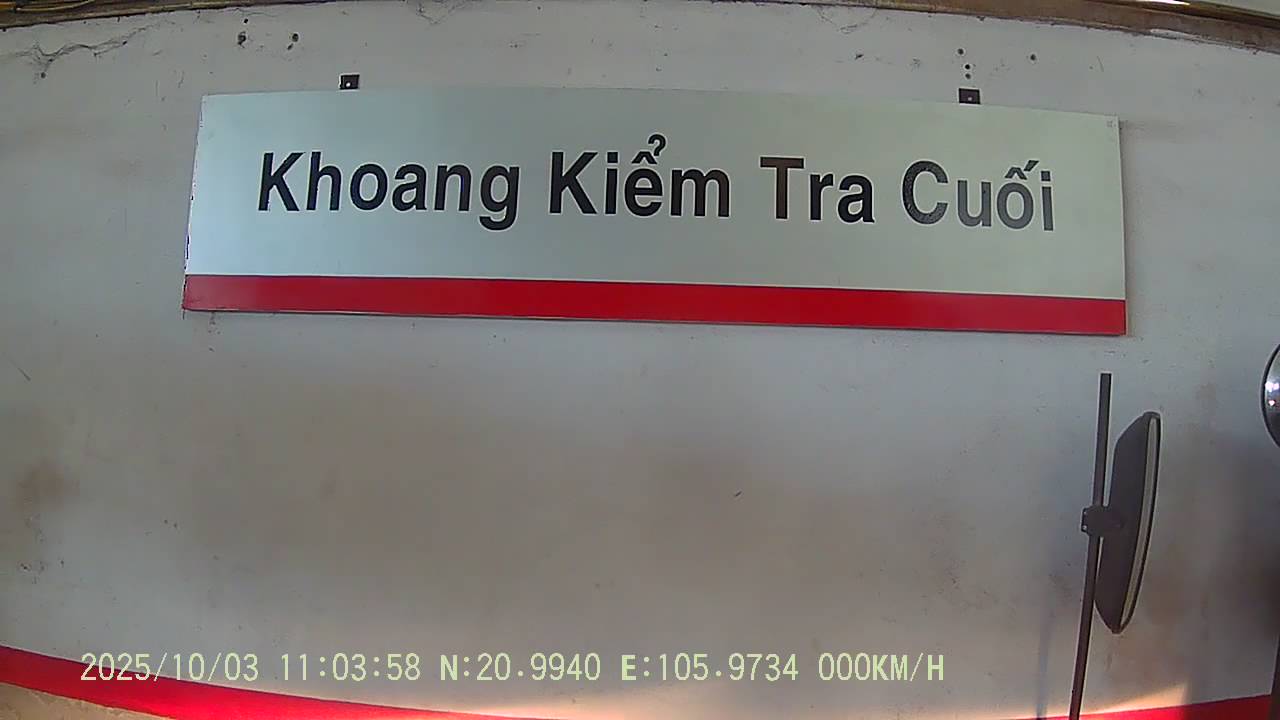 Khoang Kiểm Tra Cuối
2025/10/03 11:03:58 N:20.9940 E:105.9734 000KM/H